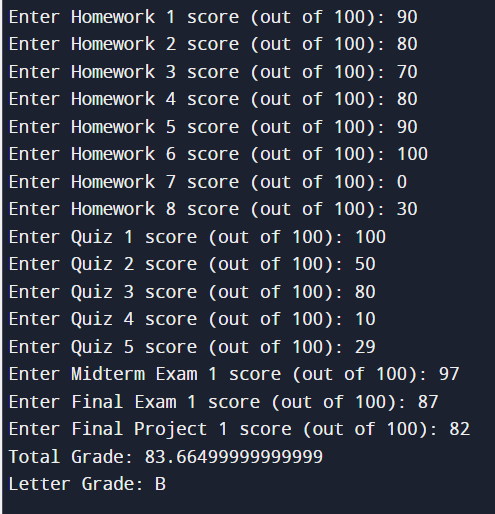 Enter Homework 1 score (out of 100): 90
Enter Homework 2 score (out of 100): 80
Enter Homework 3 score (out of 100): 70
Enter Homework 4 score (out of 100): 80
Enter Homework 5 score (out of 100): 90
Enter Homework 6 score (out of 100): 100
Enter Homework 7 score (out of 100): 0
Enter Homework 8 score (out of 100): 30
Enter Quiz 1 score (out of 100): 100
Enter Quiz 2 score (out of 100): 50
Enter Quiz 3 score (out of 100): 80
Enter Quiz 4 score (out of 100): 10
Enter Quiz 5 score (out of 100): 29
Enter Midterm Exam 1 score (out of 100): 97
Enter Final Exam 1 score (out of 100): 87
Enter Final Project 1 score (out of 100): 82
Total Grade: 83.66499999999999
Letter Grade: B